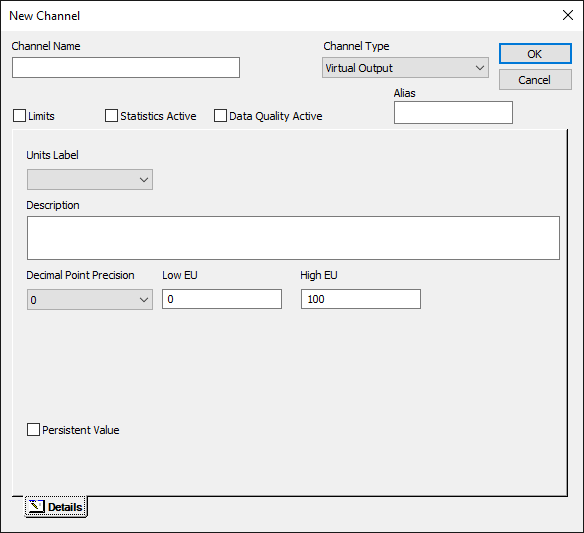 New Channel
Channel Name
Channel Type
OK
Virtual Output
Cancel
Alias
Limits
Statistics Active
Data Quality Active
Units Label
Description
Decimal Point Precision
Low EU
High EU
0
0
100
Persistent Value
Details